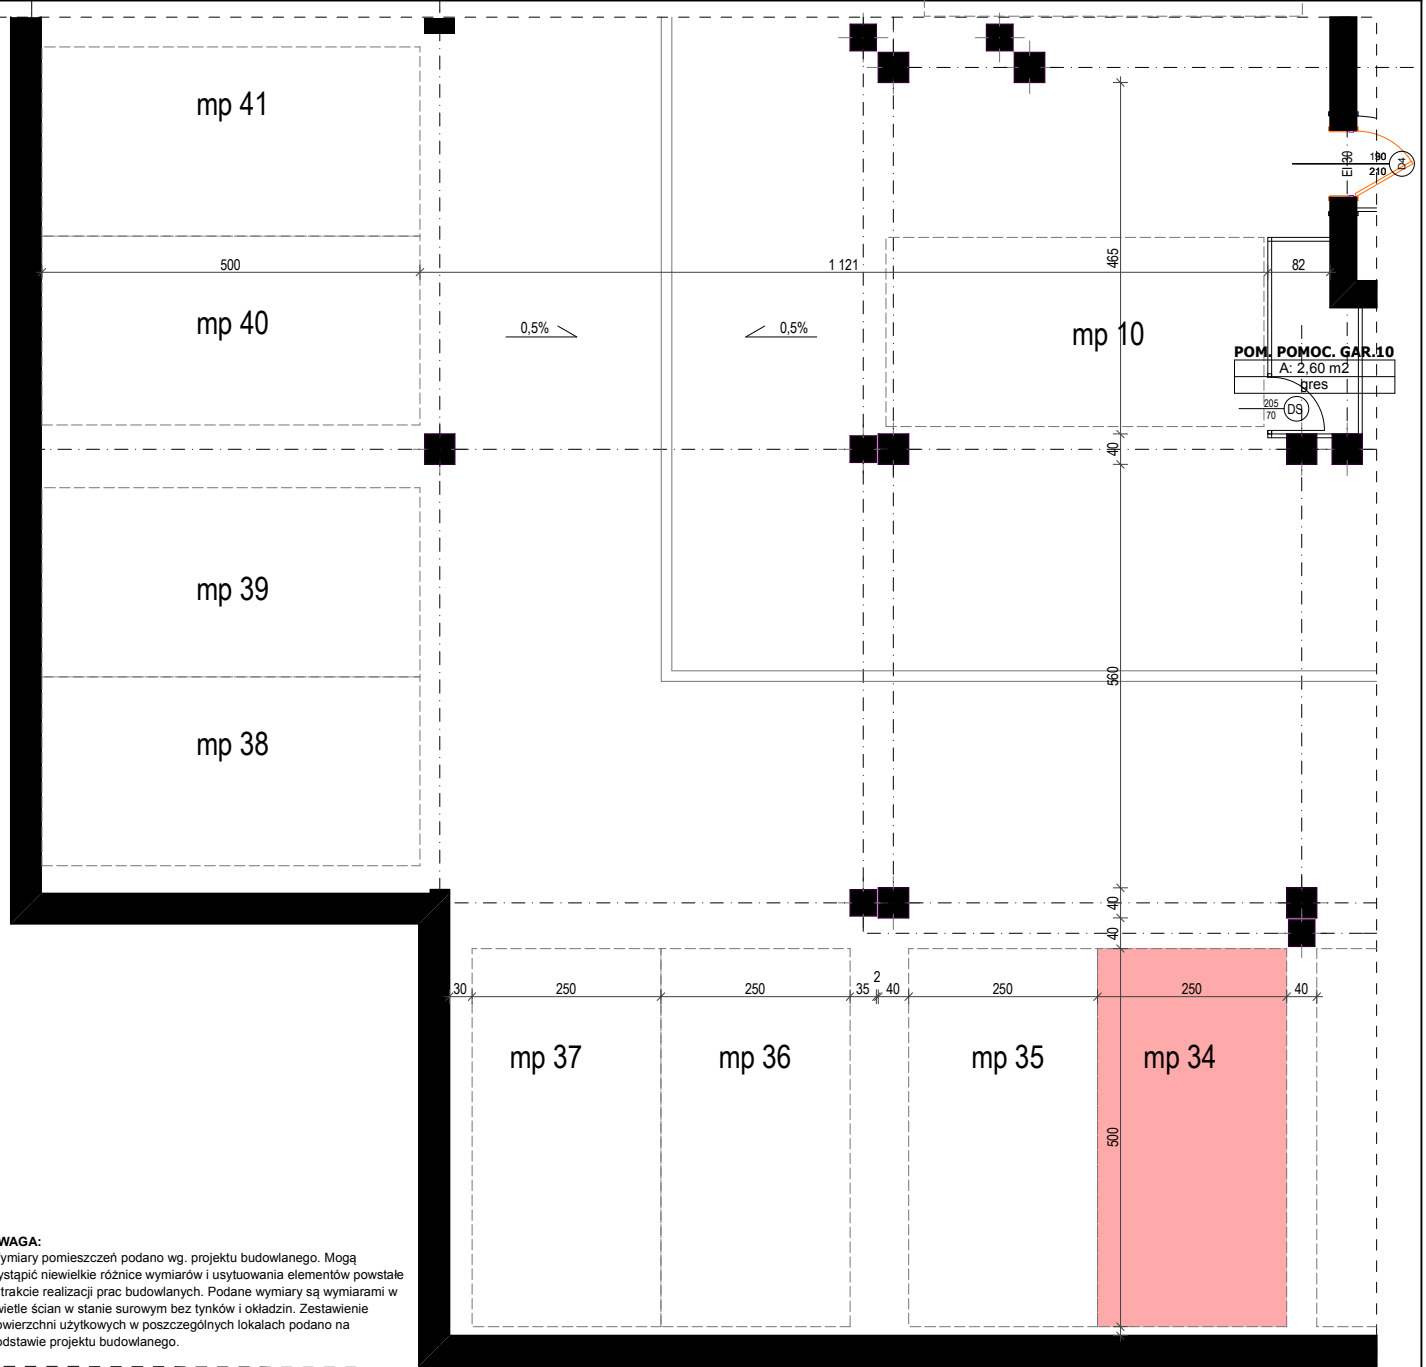 mp 41
EI 30
190
210
D4
500
1 121
465
82
mp 40
0,5%
0,5%
mp 10
POM. POMOC. GAR.10
A: 2,60 m2
gres
205
70
DS
40
mp 39
560
mp 38
40
40
30
250
250
35
2
40
250
250
40
mp 37
mp 36
mp 35
mp 34
500
WAGA:
ymiary pomieszczeń podano wg. projektu budowlanego. Mogą
ystąpić niewielkie różnice wymiarów i usytuowania elementów powstałe
trakcie realizacji prac budowlanych. Podane wymiary są wymiarami w
wietle ścian w stanie surowym bez tynków i okładzin. Zestawienie
owierzchni użytkowych w poszczególnych lokalach podano na
odstawie projektu budowlanego.